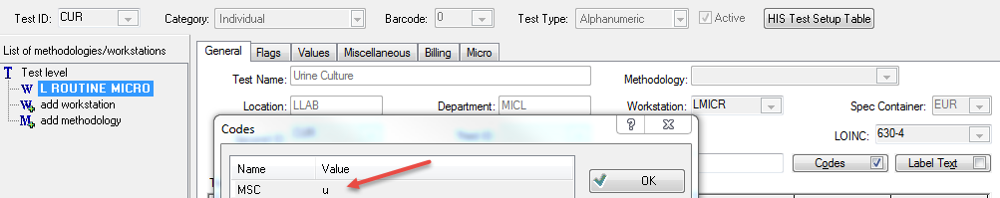 Test ID: CUR Category: Individual Barcode: 0 Test Type: Alphanumeric Active HIS Test Setup Table
List of methodologies/workstations
T Test level
W L ROUTINE MICRO
W add workstation
M add methodology
General Flags Values Miscellaneous Billing Micro
Test Name: Urine Culture Methodology:
Location: LLAB Department: MICL Workstation: LMICR Spec Container: EUR
LOINC: 630-4
Codes Label Text
Codes ?
Name Value
MSC u
OK